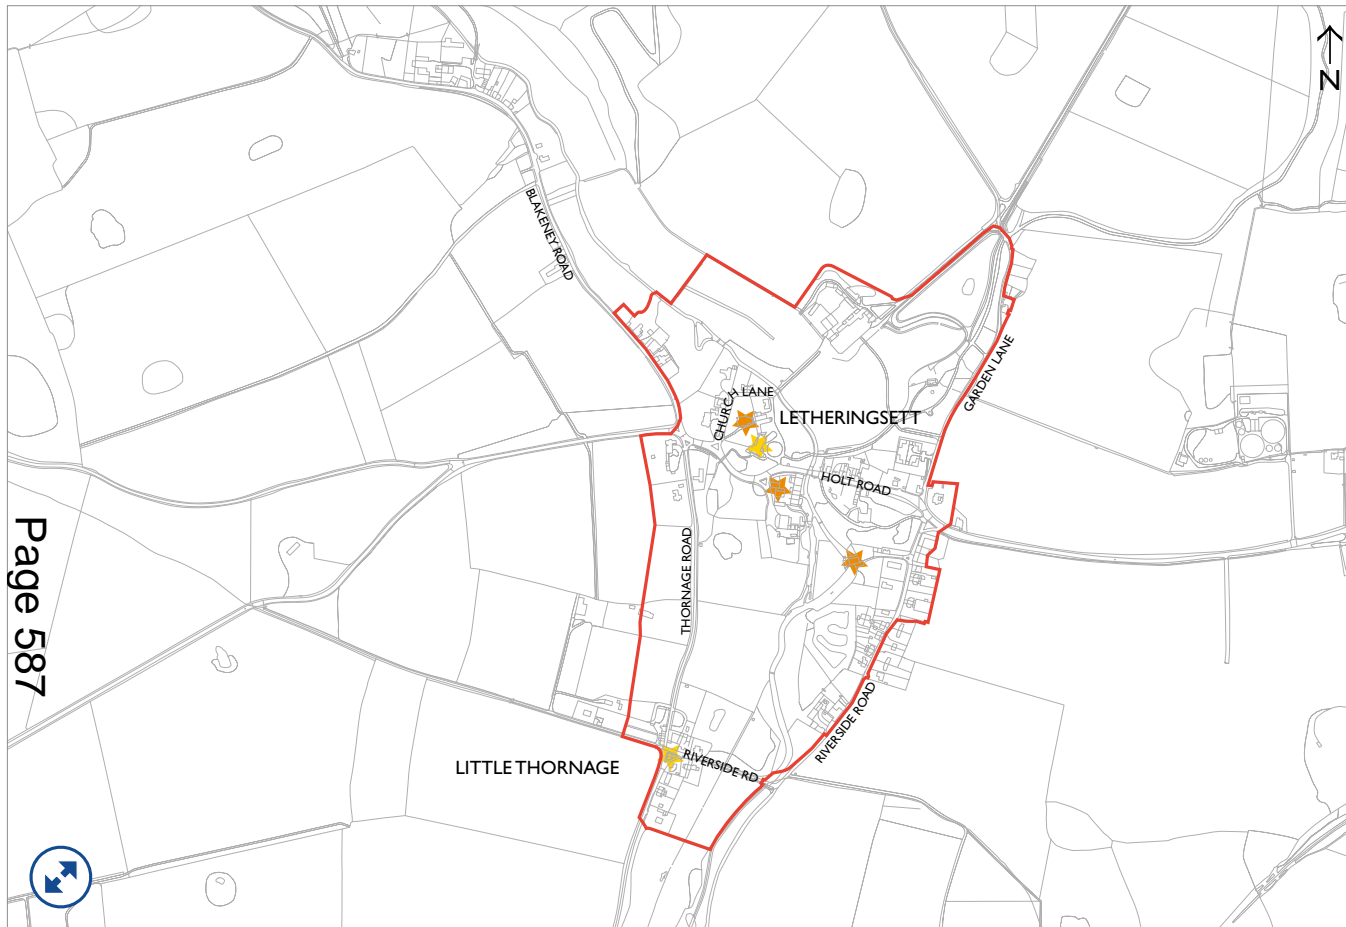 N
BLAKENEY ROAD
GARDEN LANE
CHURCH LANE
LETHERINGSETT
HOLT ROAD
THORNAGE ROAD
RIVERSIDE ROAD
RIVERSIDE RD
LITTLE THORNAGE
Page 587